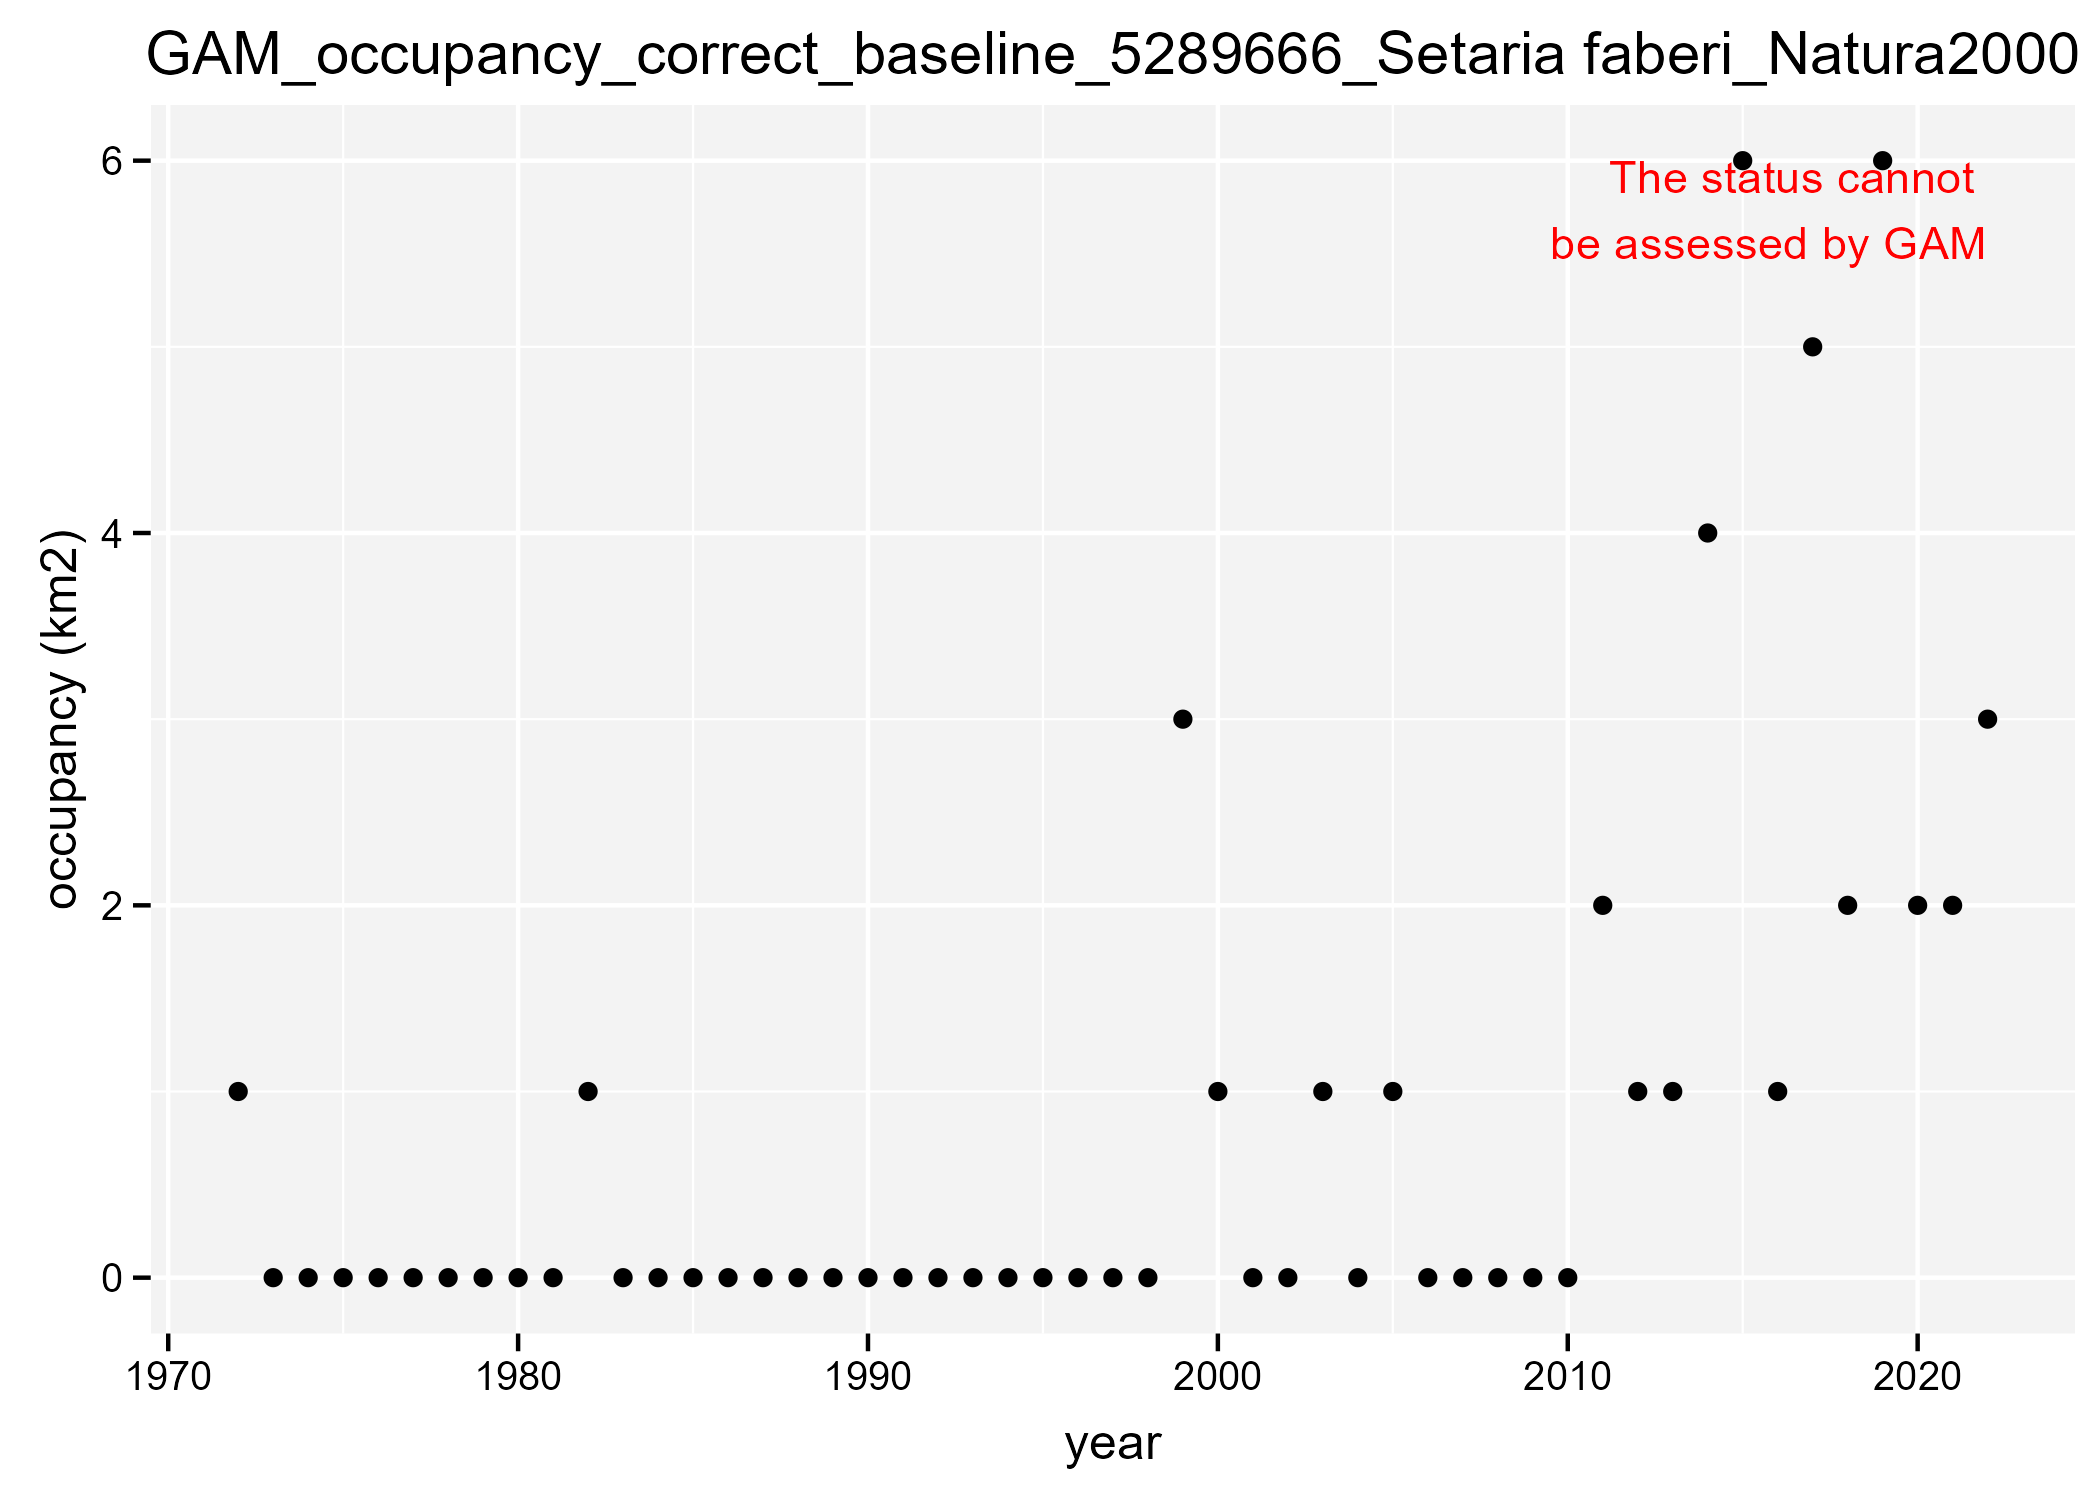 GAM_occupancy_correct_baseline_5289666_Setaria faberi_Natura2000
The status cannot
be assessed by GAM
6
4
2
0
occupancy (km2)
1970 1980 1990 2000 2010 2020
year